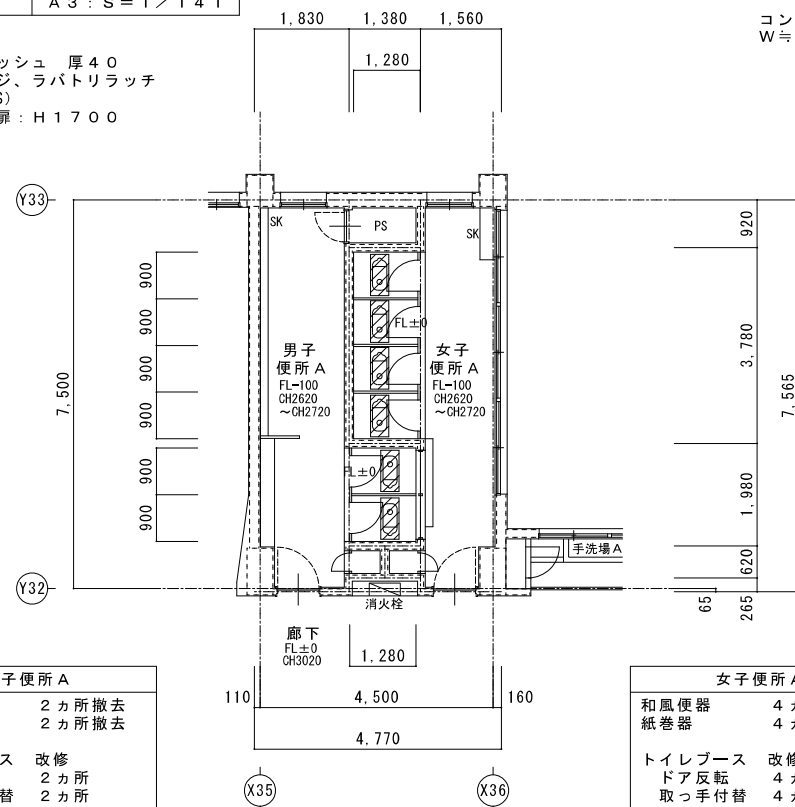 A3:S=1/141
ッシュ 厚40
ジ、ラバトリラッチ
S)
扉:H1700
コン
W≒
1,830
1,380
1,560
1,280
Y33
SK
PS
SK
920
900
900
900
900
900
900
7,500
FL±0
男子
便所A
FL-100
CH2620
～CH2720
女子
便所A
FL-100
CH2620
～CH2720
3,780
7,565
FL±0
1,980
手洗場A
620
Y32
消火栓
65
265
廊下
FL±0
CH3020
1,280
110
4,500
160
4,770
X35
X36
子便所A
2ヵ所撤去
2ヵ所撤去
ス 改修
2ヵ所
替 2ヵ所
女子便所A
和風便器 4ヵ
紙巻器 4ヵ
トイレブース 改修
ドア反転 4ヵ
取っ手付替 4ヵ